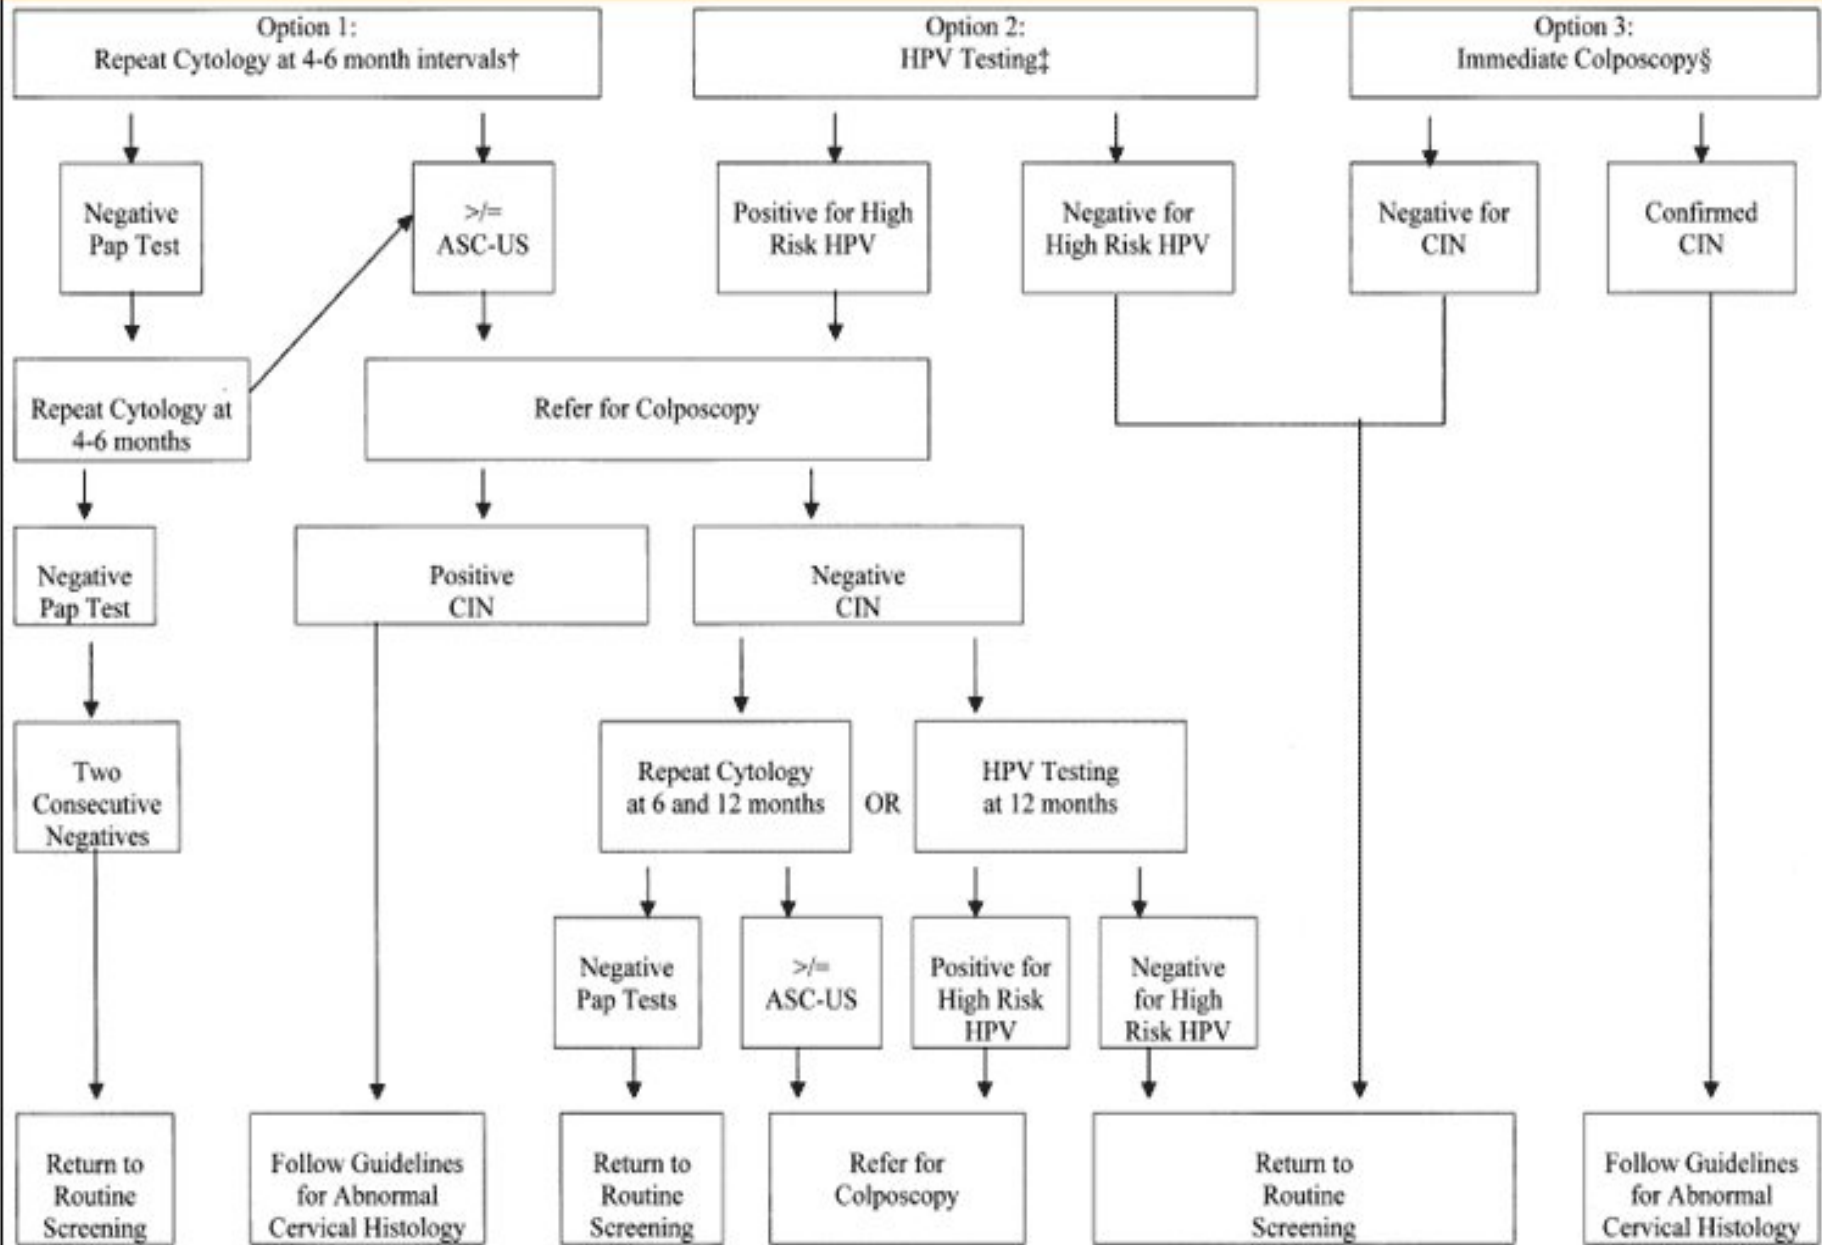 Option 1:
Repeat Cytology at 4-6 month intervals†
Option 2:
HPV Testing‡
Option 3:
Immediate Colposcopy§
Negative
Pap Test
>/=
ASC-US
Positive for High
Risk HPV
Negative for
High Risk HPV
Negative for
CIN
Confirmed
CIN
Repeat Cytology at
4-6 months
Refer for Colposcopy
Negative
Pap Test
Positive
CIN
Negative
CIN
Two
Consecutive
Negatives
Repeat Cytology
at 6 and 12 months
OR
HPV Testing
at 12 months
Negative
Pap Tests
>/=
ASC-US
Positive for
High Risk
HPV
Negative
for High
Risk HPV
Return to
Routine
Screening
Follow Guidelines
for Abnormal
Cervical Histology
Return to
Routine
Screening
Refer for
Colposcopy
Return to
Routine
Screening
Follow Guidelines
for Abnormal
Cervical Histology